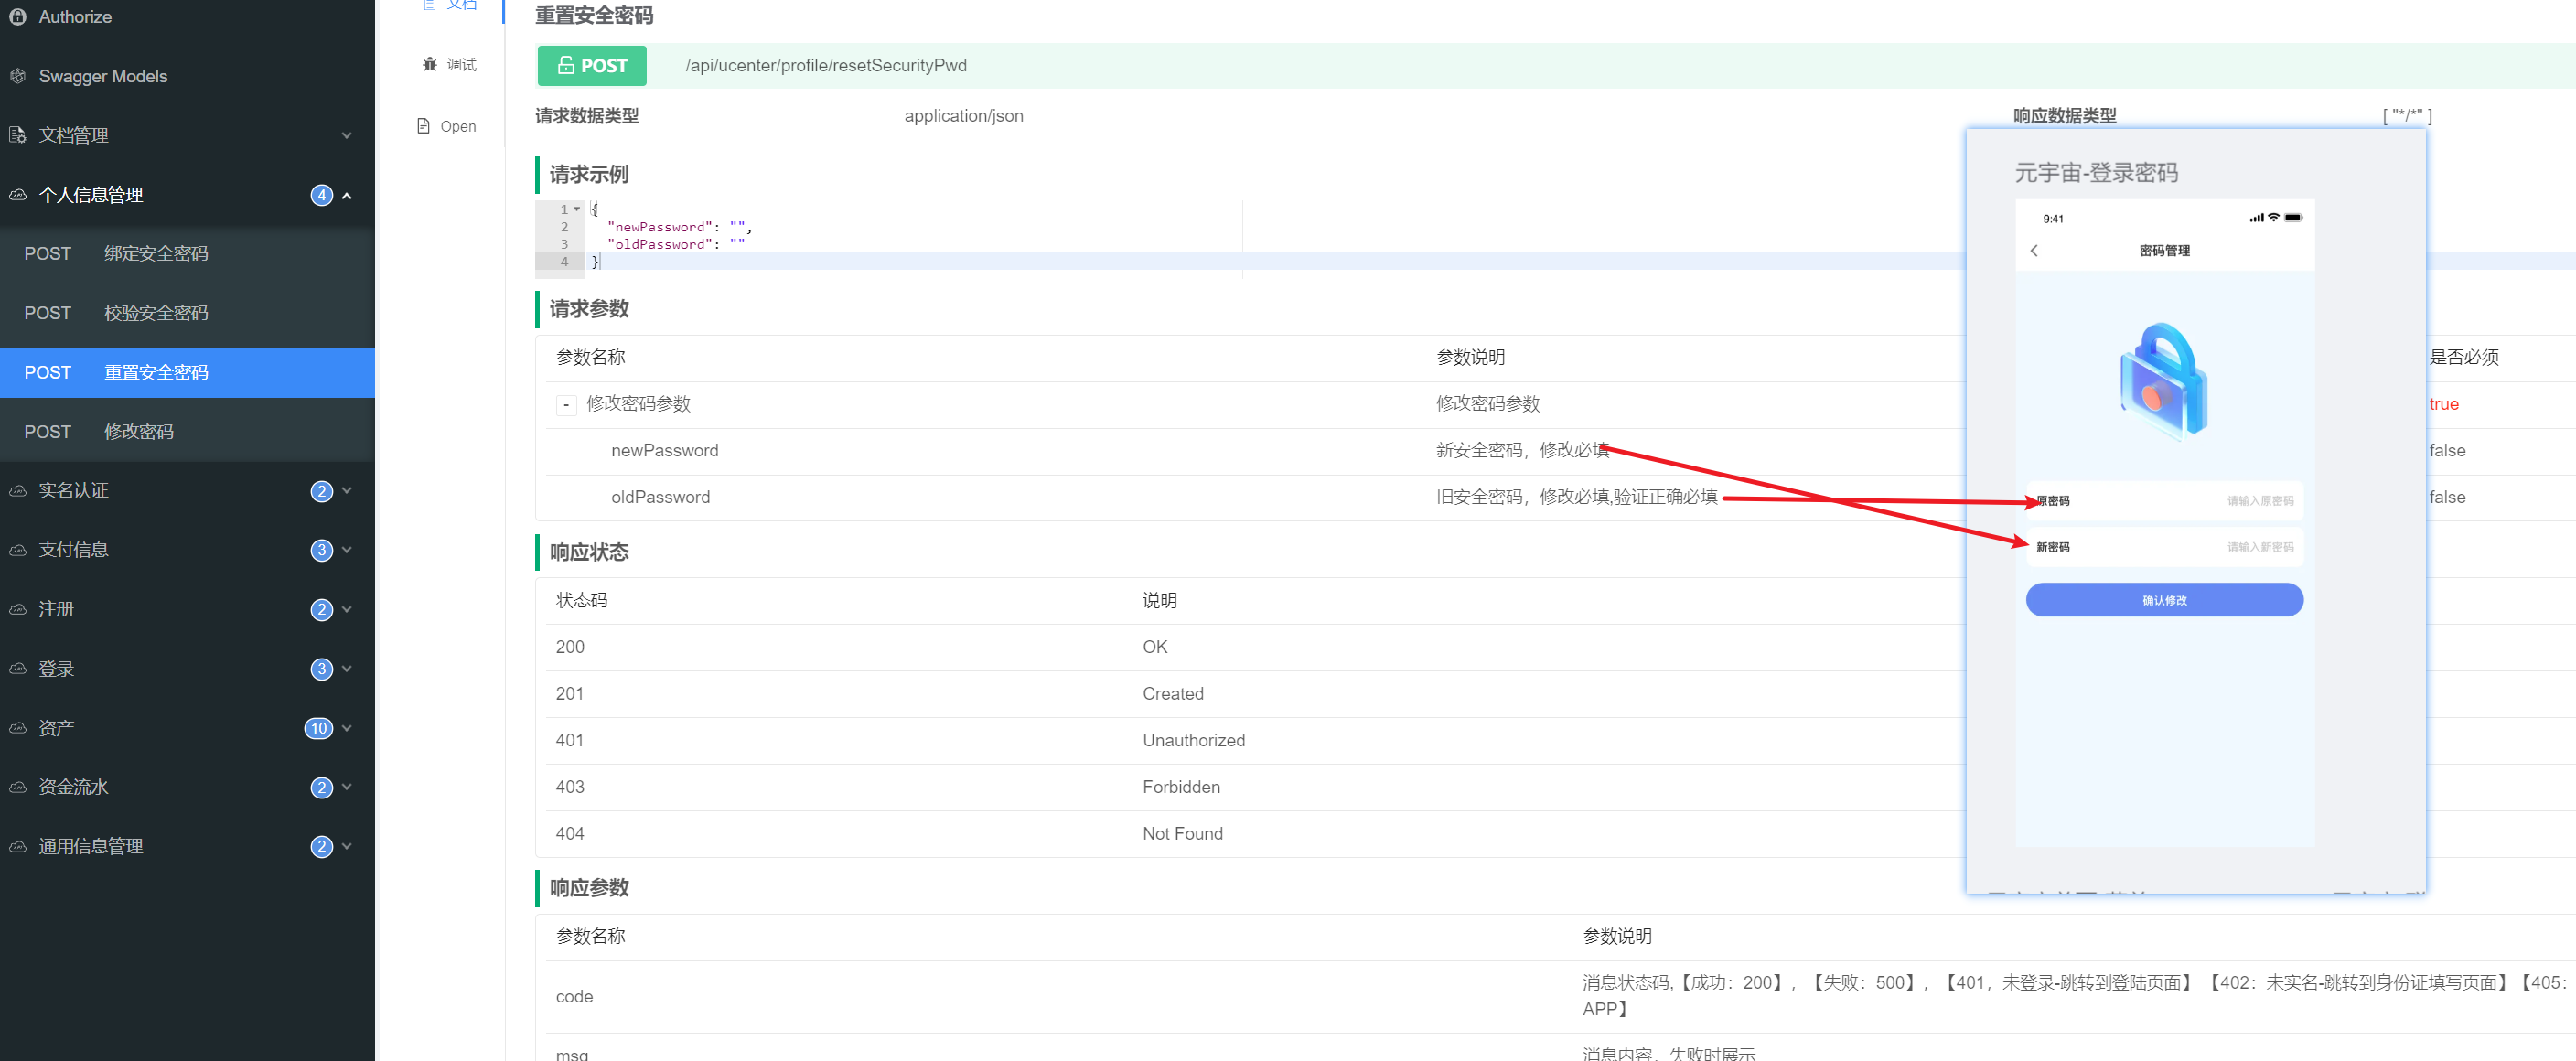 Authorize
Swagger Models
文档管理
个人信息管理 4
POST 绑定安全密码
POST 校验安全密码
POST 重置安全密码
POST 修改密码
实名认证 2
支付信息 3
注册 2
登录 3
资产 10
资金流水 2
通用信息管理 2
文档
调试
Open
重置安全密码
POST /api/ucenter/profile/resetSecurityPwd
请求数据类型 application/json 响应数据类型 [ "*/*" ]
请求示例
1 {
2 "newPassword": "",
3 "oldPassword": ""
4 }
请求参数
参数名称 参数说明 是否必须
- 修改密码参数 修改密码参数 true
newPassword 新安全密码，修改必填 false
oldPassword 旧安全密码，修改必填,验证正确必填 false
响应状态
状态码 说明
200 OK
201 Created
401 Unauthorized
403 Forbidden
404 Not Found
响应参数
参数名称 参数说明
code 消息状态码,【成功：200】，【失败：500】，【401，未登录-跳转到登陆页面】【402：未实名-跳转到身份证填写页面】【405：
APP】
msg 消息内容，失败时展示
元宇宙-登录密码
9:41
密码管理
原密码 请输入原密码
新密码 请输入新密码
确认修改